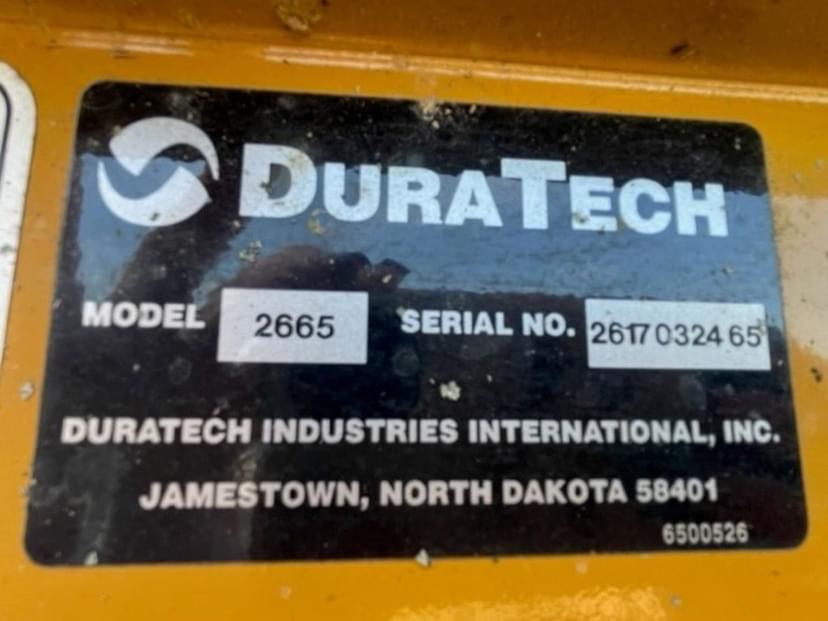 DURATECH
MODEL 2665 SERIAL NO. 2617032465
DURATECH INDUSTRIES INTERNATIONAL, INC.
JAMESTOWN, NORTH DAKOTA 58401
6500526